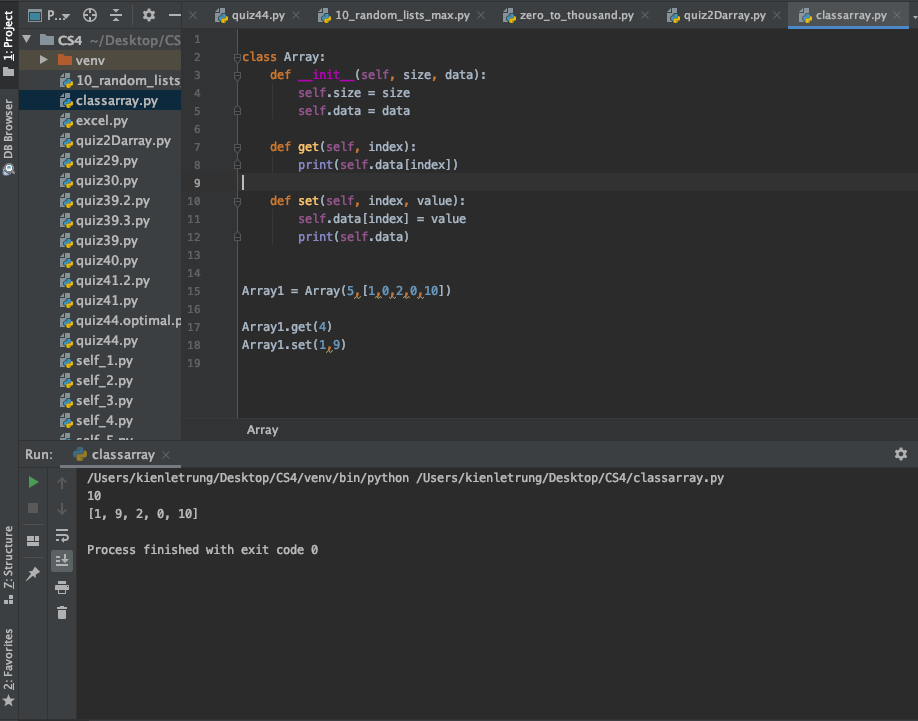 1: Project
P..
quiz44.py
10_random_lists_max.py
zero_to_thousand.py
quiz2Darray.py
classarray.py
CS4 ~/Desktop/CS
venv
10_random_lists
classarray.py
excel.py
quiz2Darray.py
quiz29.py
quiz30.py
quiz39.2.py
quiz39.3.py
quiz39.py
quiz40.py
quiz41.2.py
quiz41.py
quiz44.optimal.p
quiz44.py
self_1.py
self_2.py
self_3.py
self_4.py
self_5.py
DB Browser
1
2 class Array:
3     def __init__(self, size, data):
4         self.size = size
5         self.data = data
6
7     def get(self, index):
8         print(self.data[index])
9
10     def set(self, index, value):
11         self.data[index] = value
12         print(self.data)
13
14
15 Array1 = Array(5,[1,0,2,0,10])
16
17 Array1.get(4)
18 Array1.set(1,9)
19
Array
Run: classarray
/Users/kienletrung/Desktop/CS4/venv/bin/python /Users/kienletrung/Desktop/CS4/classarray.py
10
[1, 9, 2, 0, 10]
Process finished with exit code 0
Z: Structure
2: Favorites